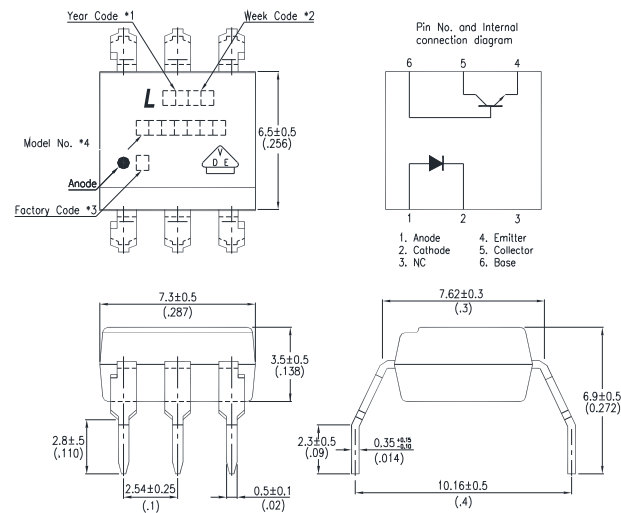 Year Code *1
Week Code *2
L
Model No. *4
V
D E
Anode
Factory Code *3
6.5±0.5
(.256)
Pin No. and Internal
connection diagram
6 5 4
1 2 3
1. Anode 4. Emitter
2. Cathode 5. Collector
3. NC 6. Base
7.3±0.5
(.287)
3.5±0.5
(.138)
2.8±.5
(.110)
2.54±0.25
(.1)
0.5±0.1
(.02)
7.62±0.3
(.3)
6.9±0.5
(0.272)
2.3±0.5
(.09)
0.35 +0.15
-0.10
(.014)
10.16±0.5
(.4)